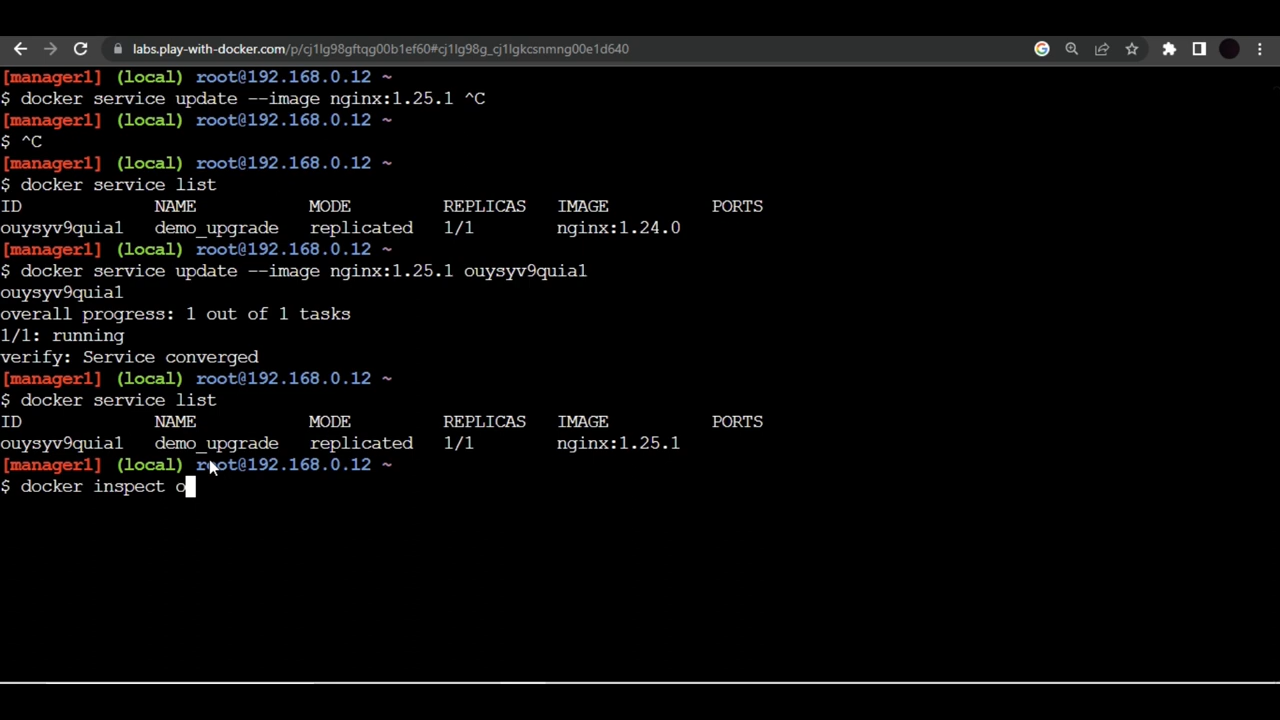 labs.play-with-docker.com/p/cj1lg98gftqg00b1ef60#cj1lg98g_cj1lgkcsnmng00e1d640
[manager1] (local) root@192.168.0.12 ~
$ docker service update --image nginx:1.25.1 ^C
[manager1] (local) root@192.168.0.12 ~
$ ^C
[manager1] (local) root@192.168.0.12 ~
$ docker service list
ID NAME MODE REPLICAS IMAGE PORTS
ouysyv9quia1 demo_upgrade replicated 1/1 nginx:1.24.0
[manager1] (local) root@192.168.0.12 ~
$ docker service update --image nginx:1.25.1 ouysyv9quia1
ouysyv9quia1
overall progress: 1 out of 1 tasks
1/1: running
verify: Service converged
[manager1] (local) root@192.168.0.12 ~
$ docker service list
ID NAME MODE REPLICAS IMAGE PORTS
ouysyv9quia1 demo_upgrade replicated 1/1 nginx:1.25.1
[manager1] (local) root@192.168.0.12 ~
$ docker inspect o